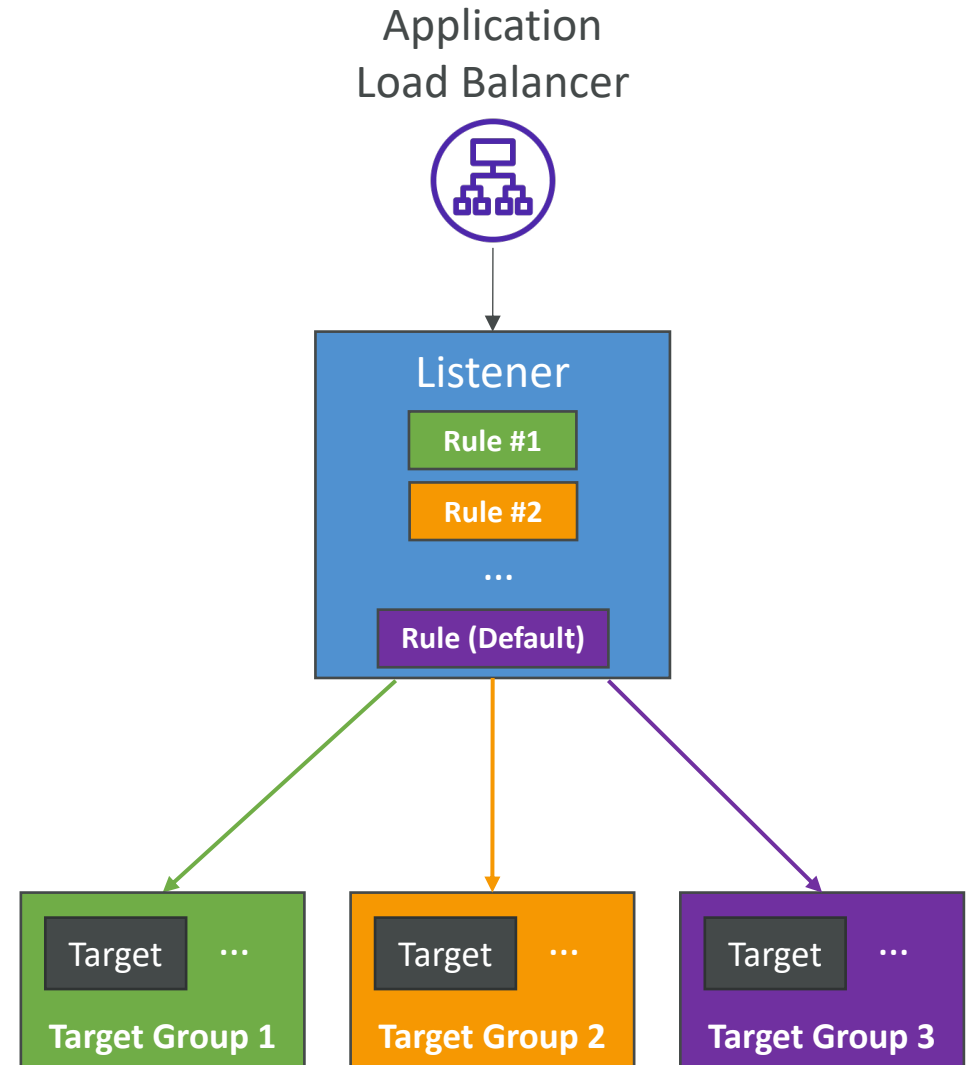 Application
Load Balancer
Listener
Rule #1
Rule #2
...
Rule (Default)
Target ...
Target Group 1
Target ...
Target Group 2
Target ...
Target Group 3